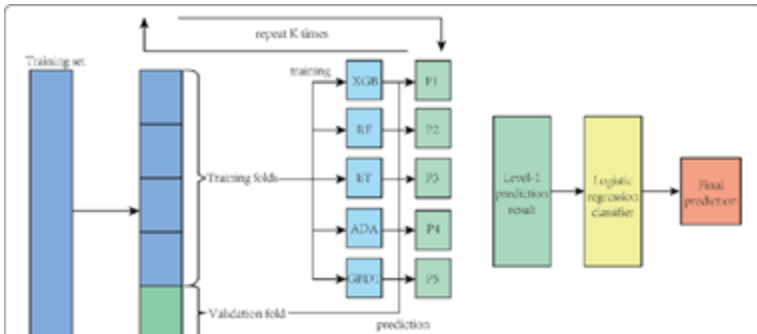 repeat K times
Training set
training
XGB
P1
RF
P2
Training folds
ET
P3
ADA
P4
GBDT
P5
Validation fold
prediction
Level-1
prediction
result
Logistic
regression
classifier
Final
prediction